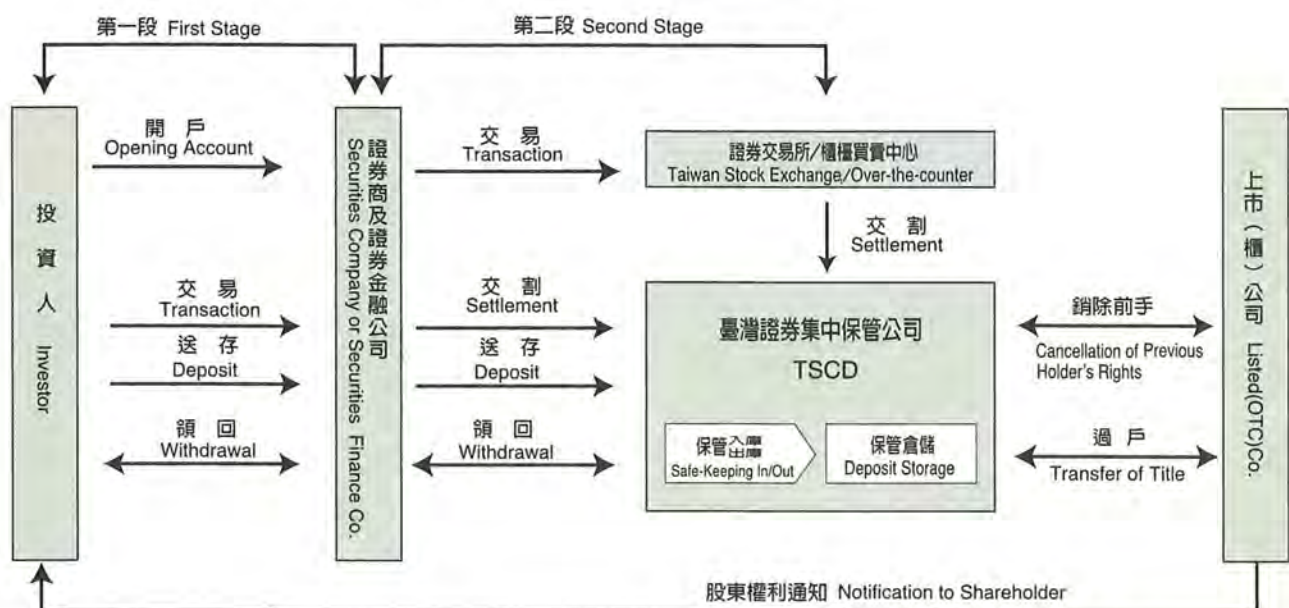 第一段 First Stage
第二段 Second Stage
投資人 Investor
開戶
Opening Account
交易
Transaction
送存
Deposit
領回
Withdrawal
證券商及證券金融公司
Securities Company or Securities Finance Co.
交易
Transaction
交割
Settlement
送存
Deposit
領回
Withdrawal
證券交易所/櫃檯買賣中心
Taiwan Stock Exchange/Over-the-counter
交割
Settlement
臺灣證券集中保管公司
TSCD
保管入庫出庫
Safe-Keeping In/Out
保管倉儲
Deposit Storage
銷除前手
Cancellation of Previous
Holder's Rights
過戶
Transfer of Title
上市(櫃)公司 Listed(OTC)Co.
股東權利通知 Notification to Shareholder